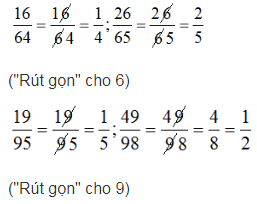 16/64 = 16/64 = 1/4; 26/65 = 26/65 = 2/5
("Rút gọn" cho 6)
19/95 = 19/95 = 1/5; 49/98 = 49/98 = 4/8 = 1/2
("Rút gọn" cho 9)